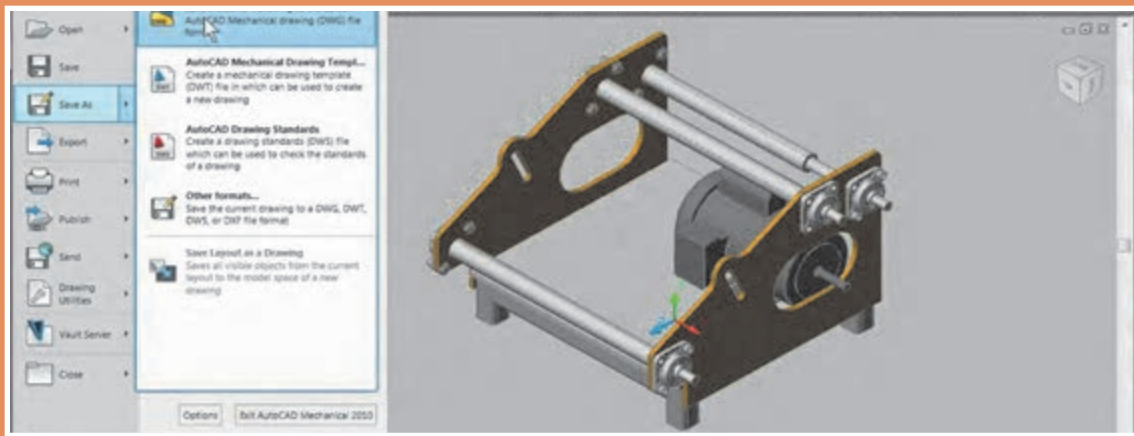 Open
Save
Save As
Export
Print
Publish
Send
Drawing
Utilities
Vault Server
Close
AutoCAD Mechanical drawing (DWG) file
format
AutoCAD Mechanical Drawing Templ...
Create a mechanical drawing template
(DWT) file in which can be used to create
a new drawing
AutoCAD Drawing Standards
Create a drawing standards (DWS) file
which can be used to check the standards
of a drawing
Other formats...
Save the current drawing to a DWG, DWT,
DWS, or DXF file format
Save Layout as a Drawing
Saves all visible objects from the current
layout to the model space of a new
drawing
Options
Exit AutoCAD Mechanical 2010